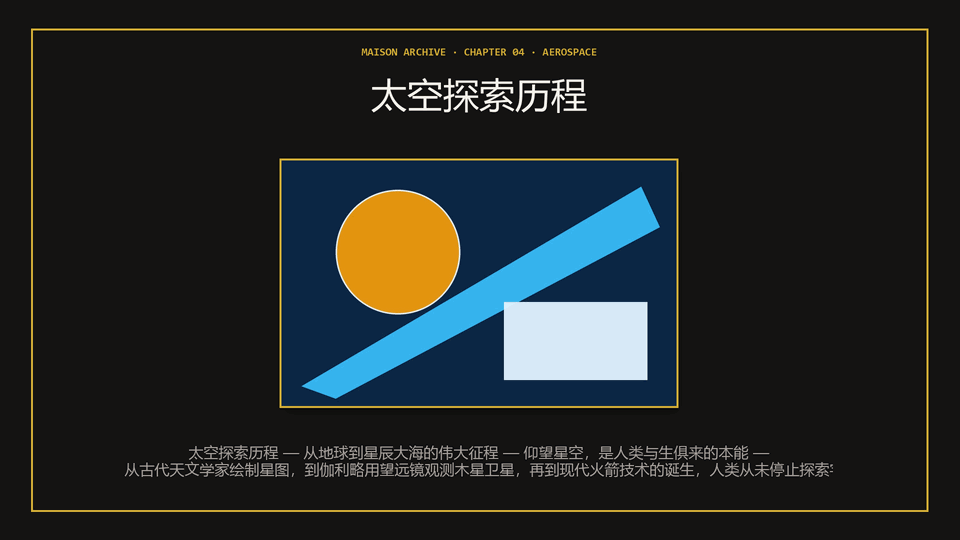 MAISON ARCHIVE · CHAPTER 04 · AEROSPACE
太空探索历程
太空探索历程 — 从地球到星辰大海的伟大征程 — 仰望星空，是人类与生俱来的本能 —
从古代天文学家绘制星图，到伽利略用望远镜观测木星卫星，再到现代火箭技术的诞生，人类从未停止探索